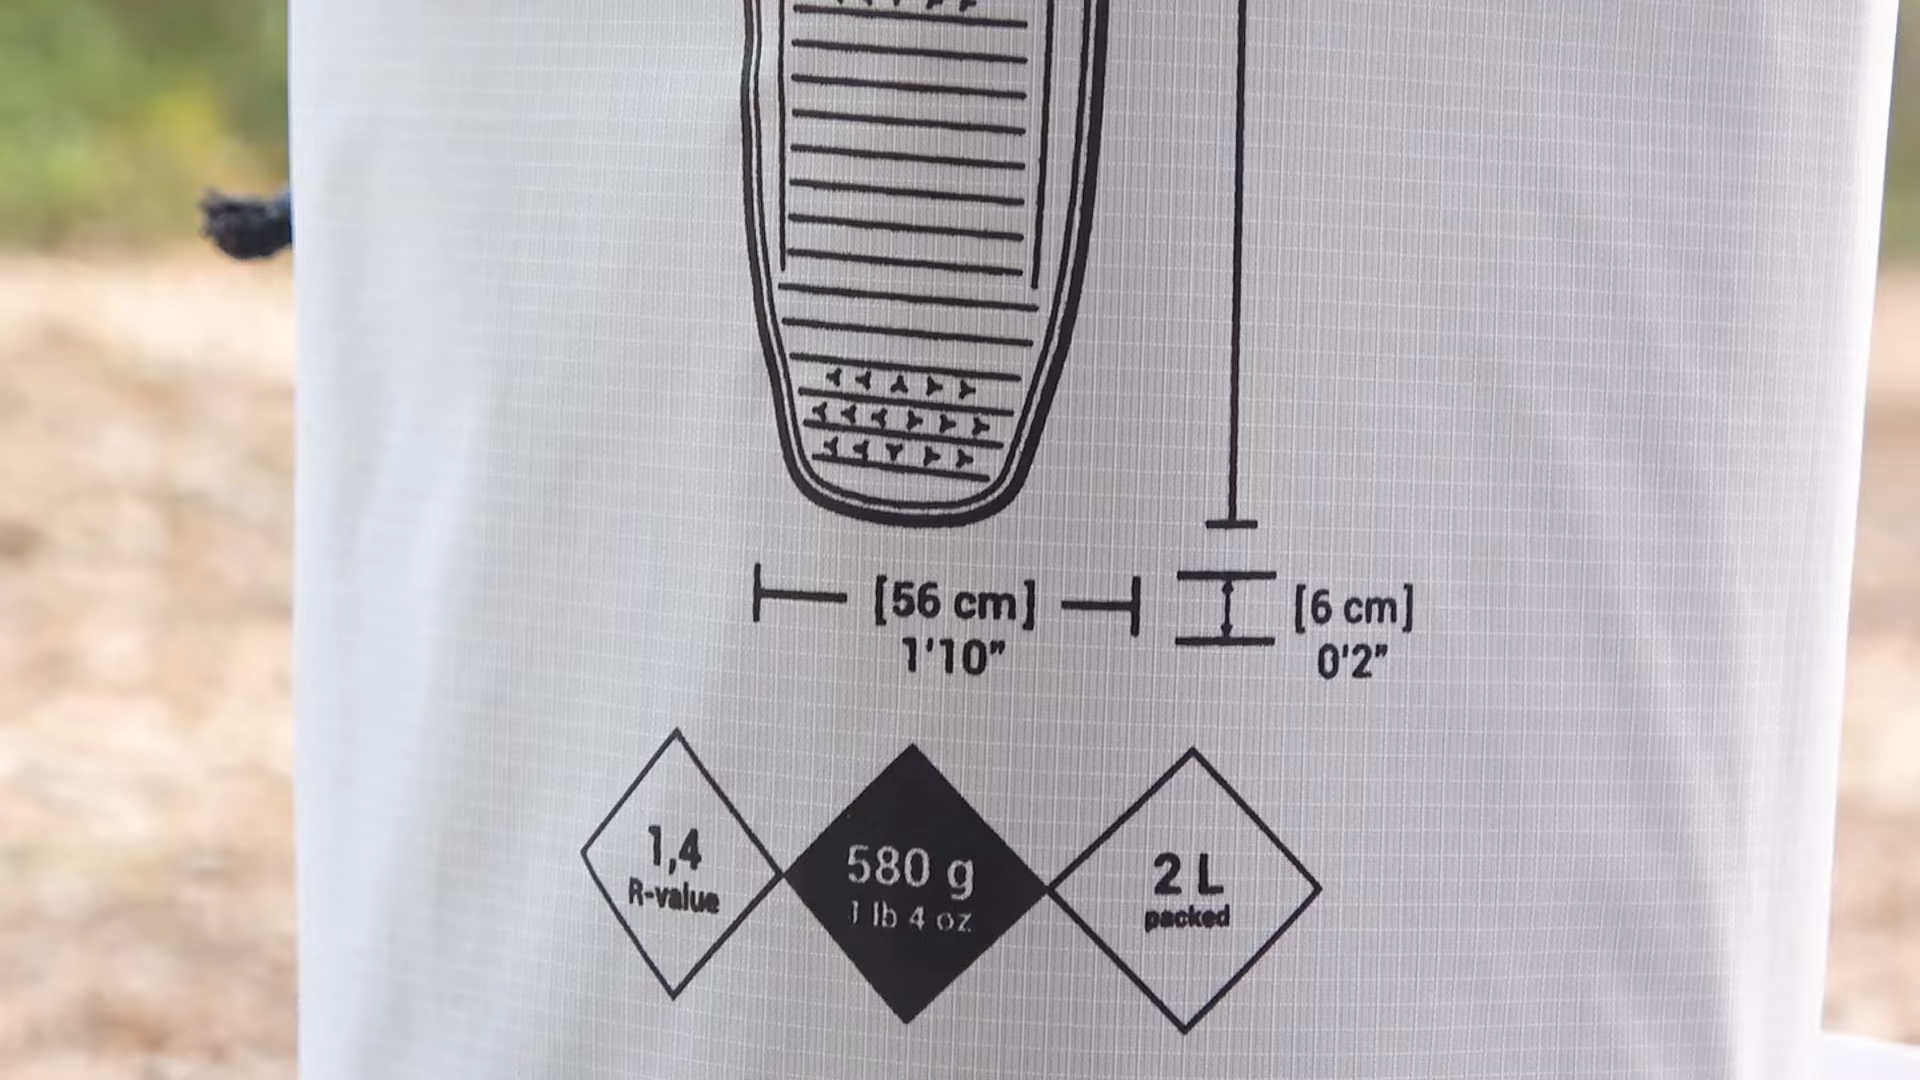 [56 cm]
1'10”
[6 cm]
0'2”
1,4
R-value
580 g
1 lb 4 oz
2 L
packed